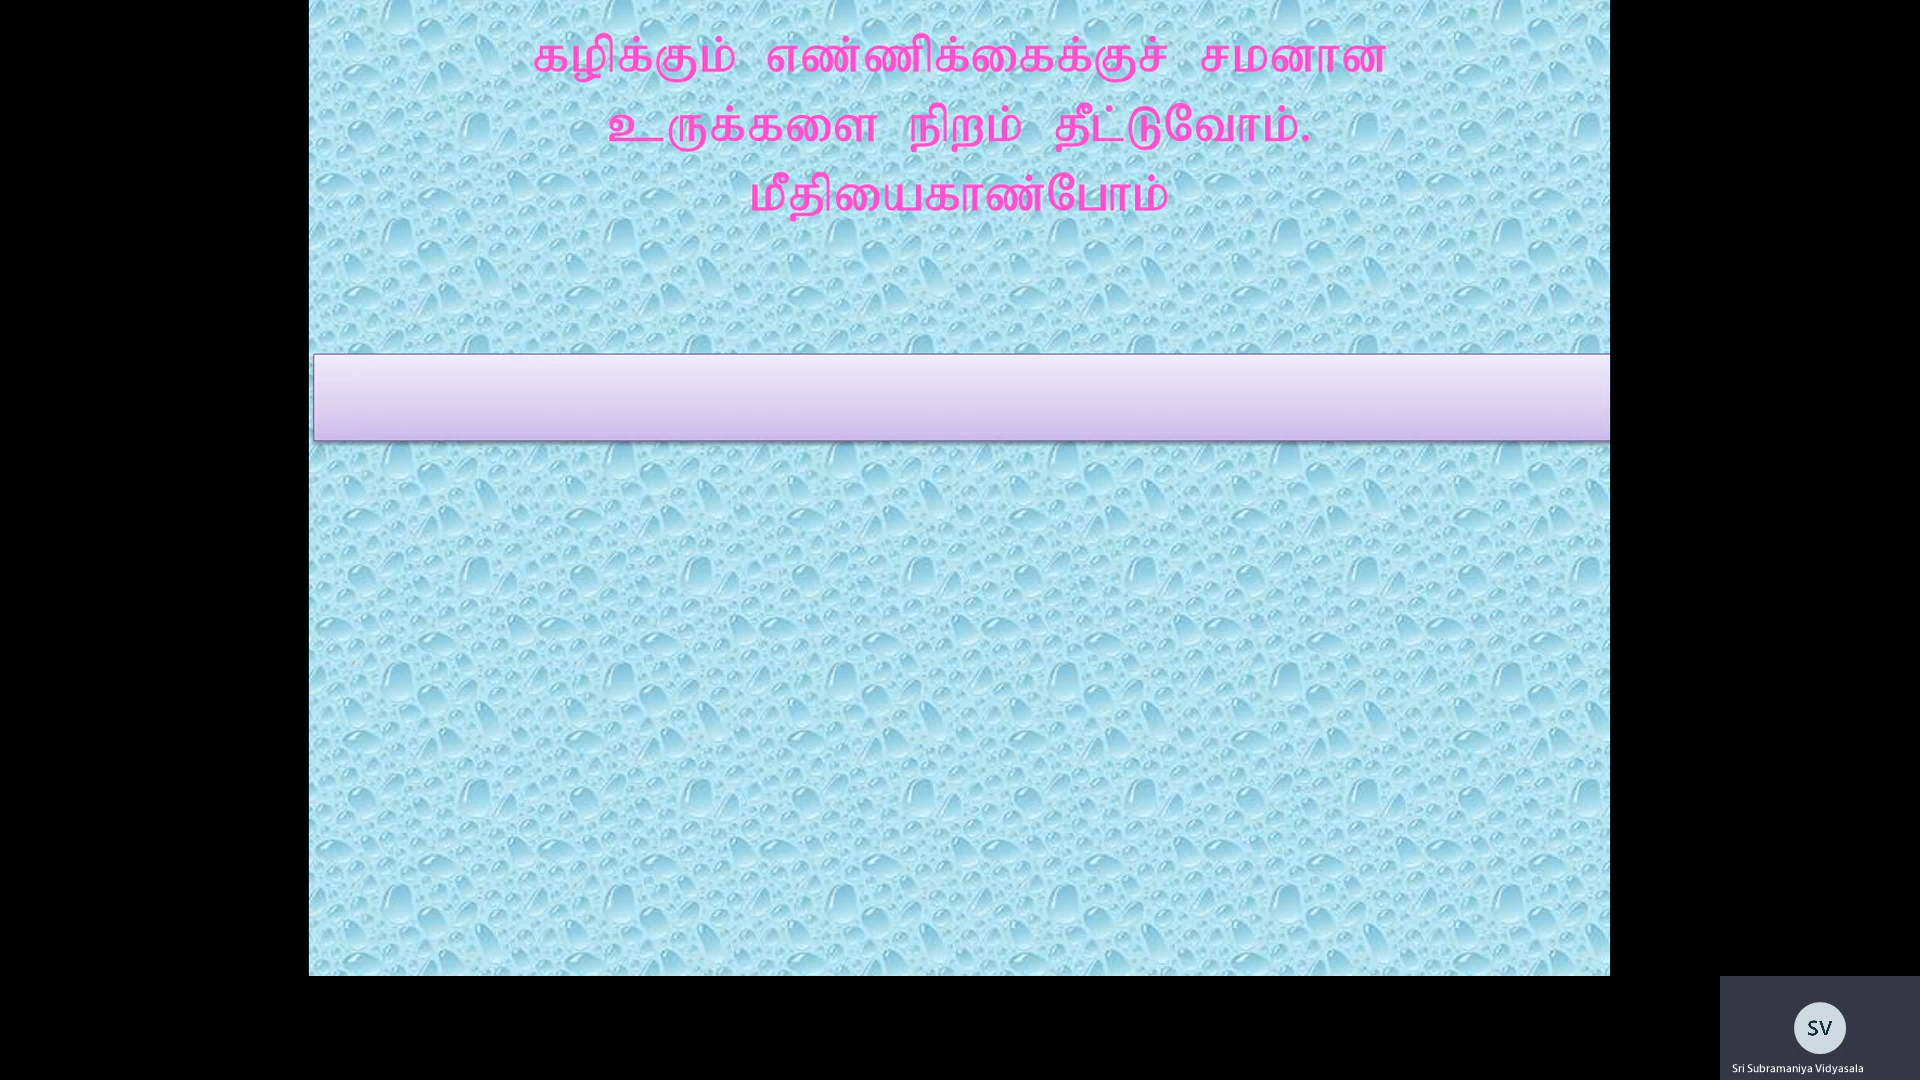 கழிக்கும் எண்ணிக்கைக்குச் சமனான
உருக்களை நிறம் தீட்டுவோம்.
மீதியைகாண்போம்
SV
Sri Subramaniya Vidyasala